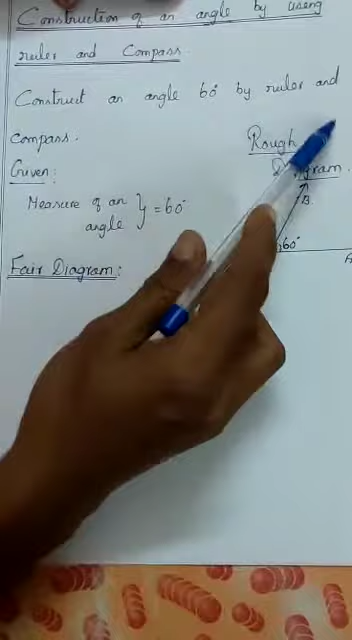 Construction of an angle by using
ruler and Compass
Construct an angle 60° by ruler and
Compass.
Rough
Given:
Measure of an
angle } = 60°
B
60°
A
Fair Diagram: